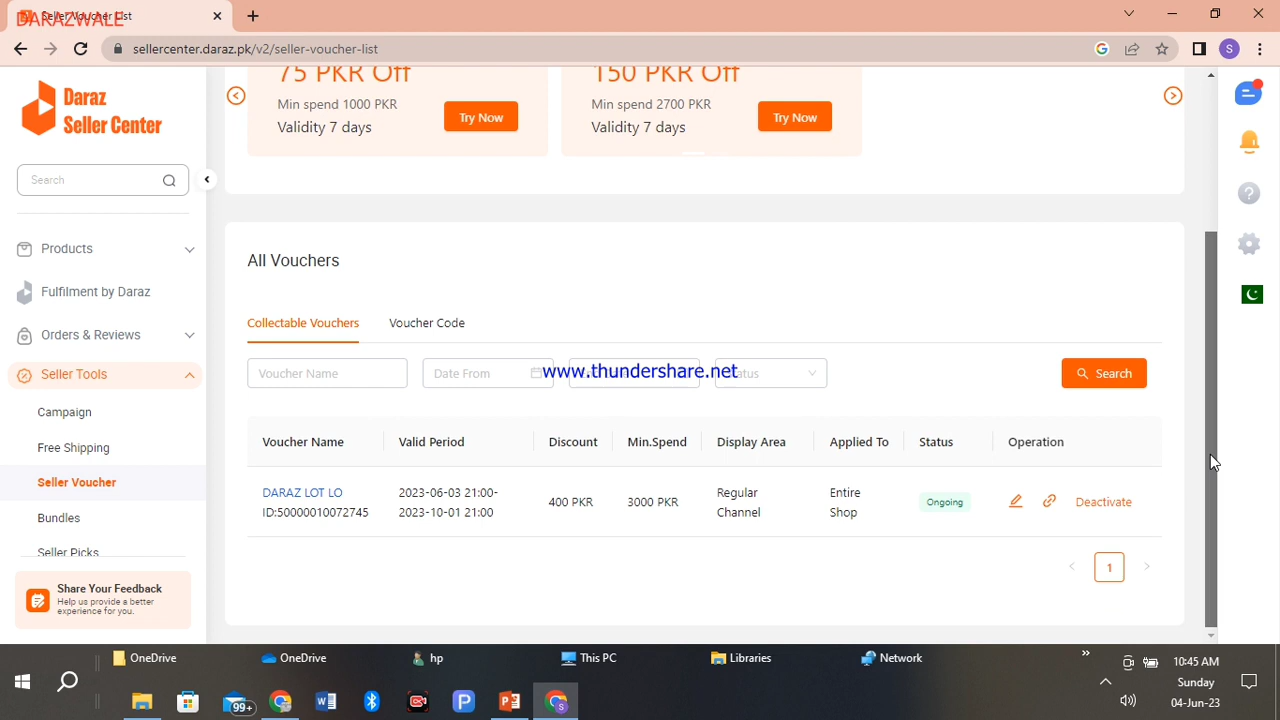 DARAZWALE
Seller Voucher List
sellercenter.daraz.pk/v2/seller-voucher-list
S
Daraz
Seller Center
Search
Products
Fulfilment by Daraz
Orders & Reviews
Seller Tools
Campaign
Free Shipping
Seller Voucher
Bundles
Seller Picks
Share Your Feedback
Help us provide a better
experience for you.
75 PKR Off
Min spend 1000 PKR
Validity 7 days
Try Now
150 PKR Off
Min spend 2700 PKR
Validity 7 days
Try Now
All Vouchers
Collectable Vouchers
Voucher Code
Voucher Name
Date From
www.thundershare.net
Status
Search
Voucher Name
Valid Period
Discount
Min.Spend
Display Area
Applied To
Status
Operation
DARAZ LOT LO
ID:50000010072745
2023-06-03 21:00-
2023-10-01 21:00
400 PKR
3000 PKR
Regular
Channel
Entire
Shop
Ongoing
Deactivate
1
OneDrive
OneDrive
hp
This PC
Libraries
Network
99+
10:45 AM
Sunday
04-Jun-23